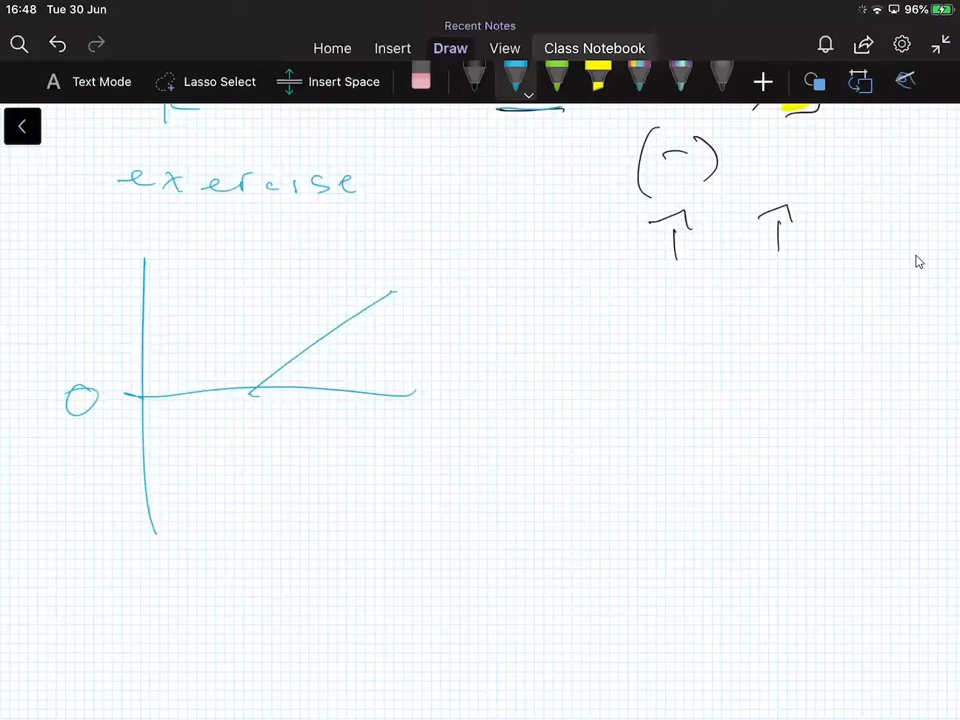 16:48 Tue 30 Jun 96%
Recent Notes
Home Insert Draw View Class Notebook
A Text Mode Lasso Select Insert Space
(-)
exercise
0